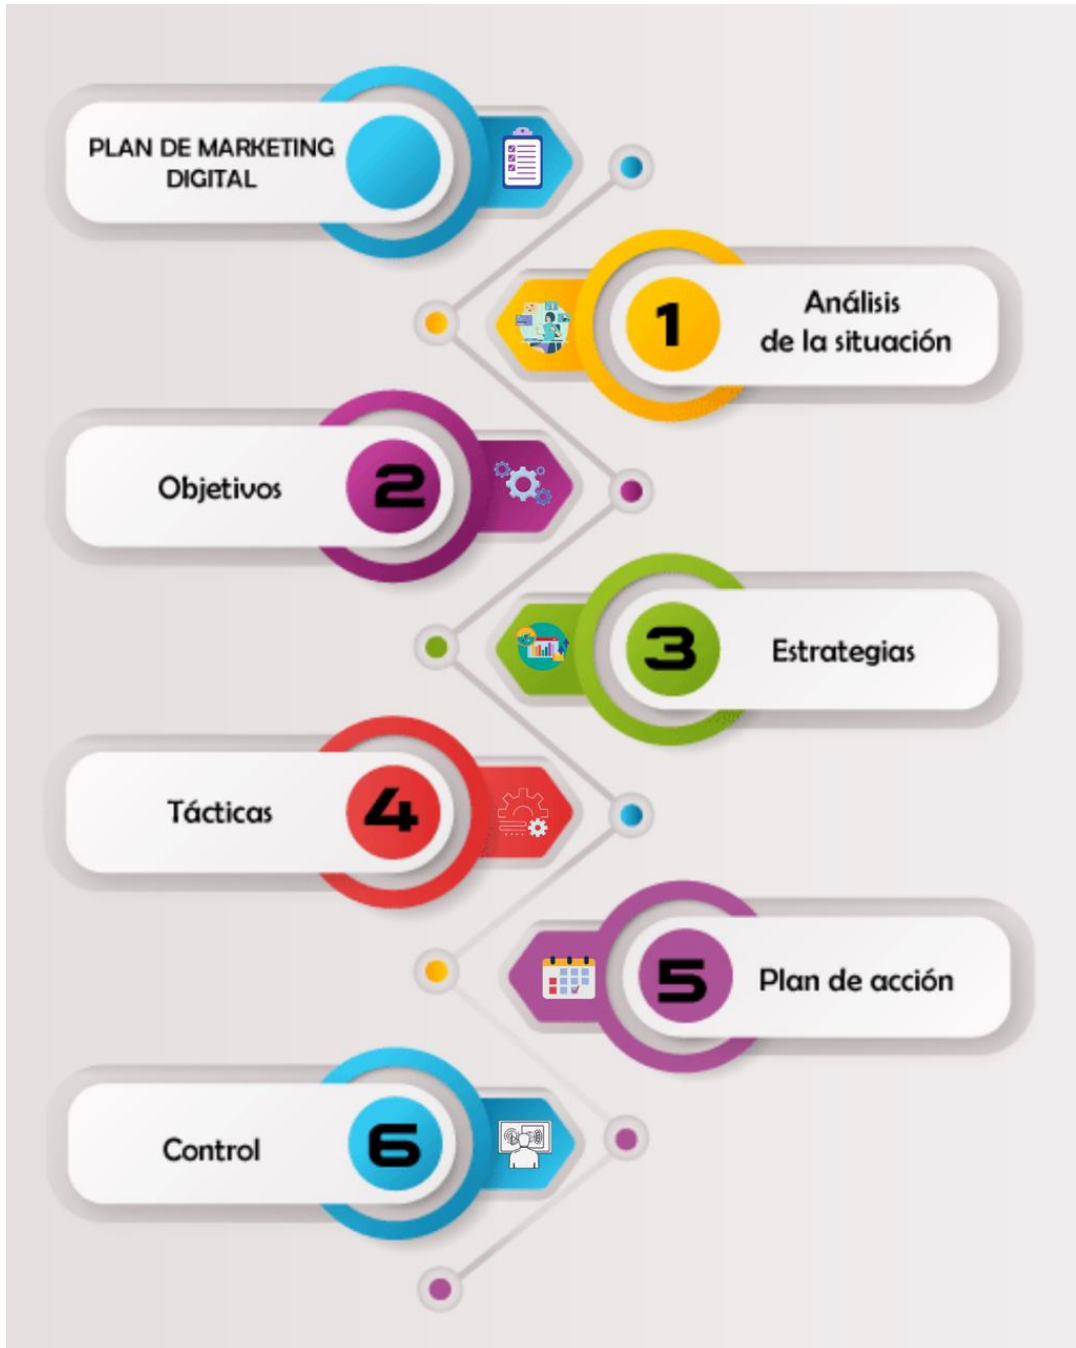 PLAN DE MARKETING
DIGITAL
1
Análisis
de la situación
Objetivos
2
3
Estrategias
Tácticas
4
5
Plan de acción
Control
6